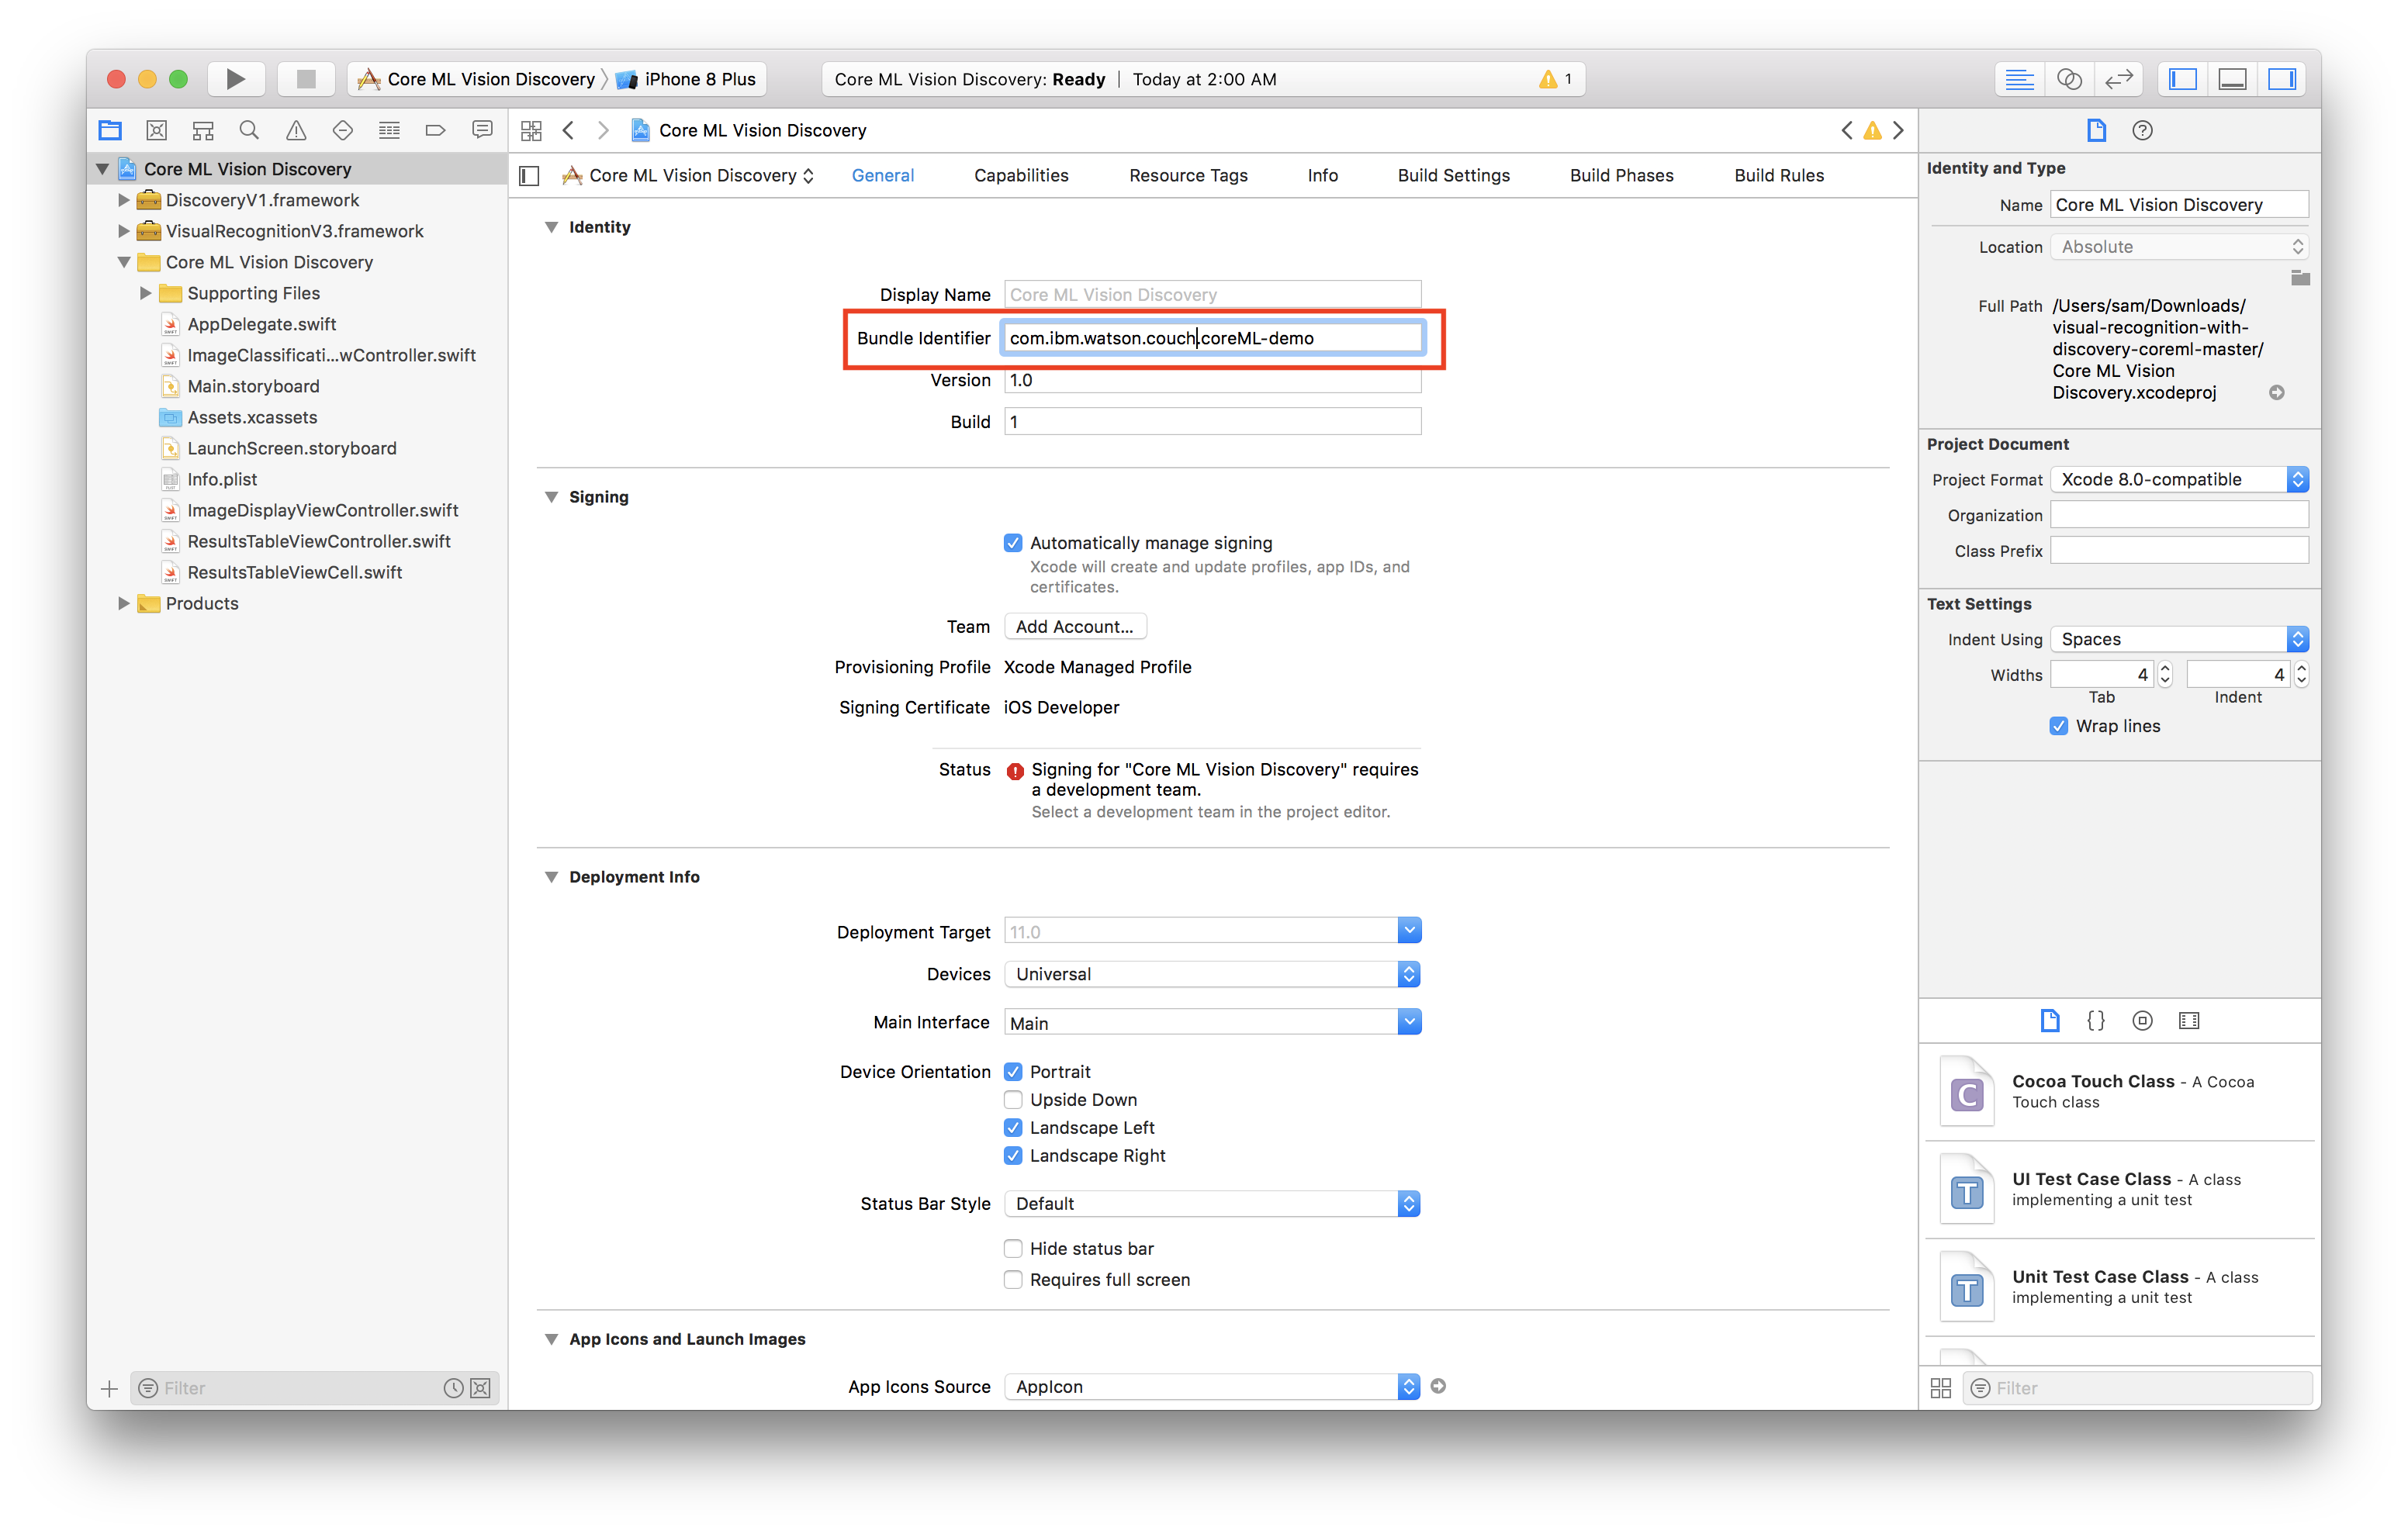 Core ML Vision Discovery
iPhone 8 Plus
Core ML Vision Discovery: Ready | Today at 2:00 AM
1
Core ML Vision Discovery
DiscoveryV1.framework
VisualRecognitionV3.framework
Core ML Vision Discovery
Supporting Files
AppDelegate.swift
ImageClassificati...wController.swift
Main.storyboard
Assets.xcassets
LaunchScreen.storyboard
Info.plist
ImageDisplayViewController.swift
ResultsTableViewController.swift
ResultsTableViewCell.swift
Products
Filter
Core ML Vision Discovery
Core ML Vision Discovery
General
Capabilities
Resource Tags
Info
Build Settings
Build Phases
Build Rules
Identity
Display Name
Core ML Vision Discovery
Bundle Identifier
com.ibm.watson.couch.coreML-demo
Version
1.0
Build
1
Signing
Automatically manage signing
Xcode will create and update profiles, app IDs, and
certificates.
Team
Add Account...
Provisioning Profile
Xcode Managed Profile
Signing Certificate
iOS Developer
Status
Signing for "Core ML Vision Discovery" requires
a development team.
Select a development team in the project editor.
Deployment Info
Deployment Target
11.0
Devices
Universal
Main Interface
Main
Device Orientation
Portrait
Upside Down
Landscape Left
Landscape Right
Status Bar Style
Default
Hide status bar
Requires full screen
App Icons and Launch Images
App Icons Source
AppIcon
Identity and Type
Name
Core ML Vision Discovery
Location
Absolute
Full Path
/Users/sam/Downloads/
visual-recognition-with-
discovery-coreml-master/
Core ML Vision
Discovery.xcodeproj
Project Document
Project Format
Xcode 8.0-compatible
Organization
Class Prefix
Text Settings
Indent Using
Spaces
Widths
4
4
Tab
Indent
Wrap lines
C
Cocoa Touch Class - A Cocoa
Touch class
T
UI Test Case Class - A class
implementing a unit test
T
Unit Test Case Class - A class
implementing a unit test
Filter